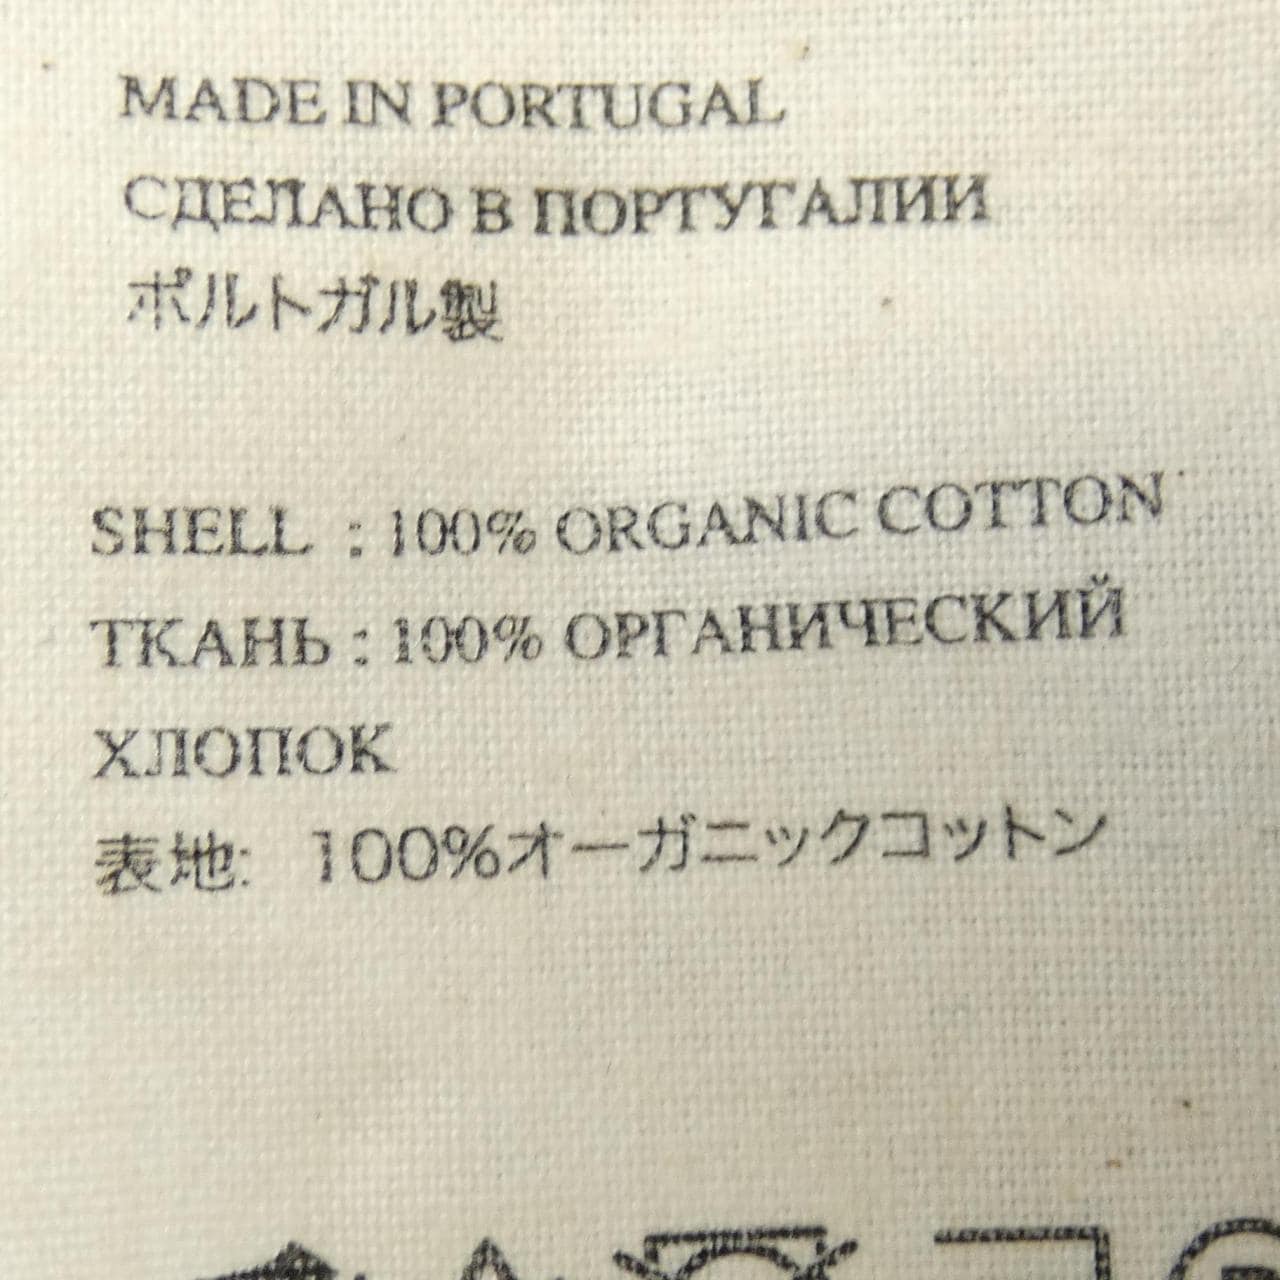 MADE IN PORTUGAL
СДЕЛАНО В ПОРТУГАЛИИ
ポルトガル製
SHELL : 100% ORGANIC COTTON
ТКАНЬ : 100% ОРГАНИЧЕСКИЙ
ХЛОПОК
表地: 100%オーガニックコットン